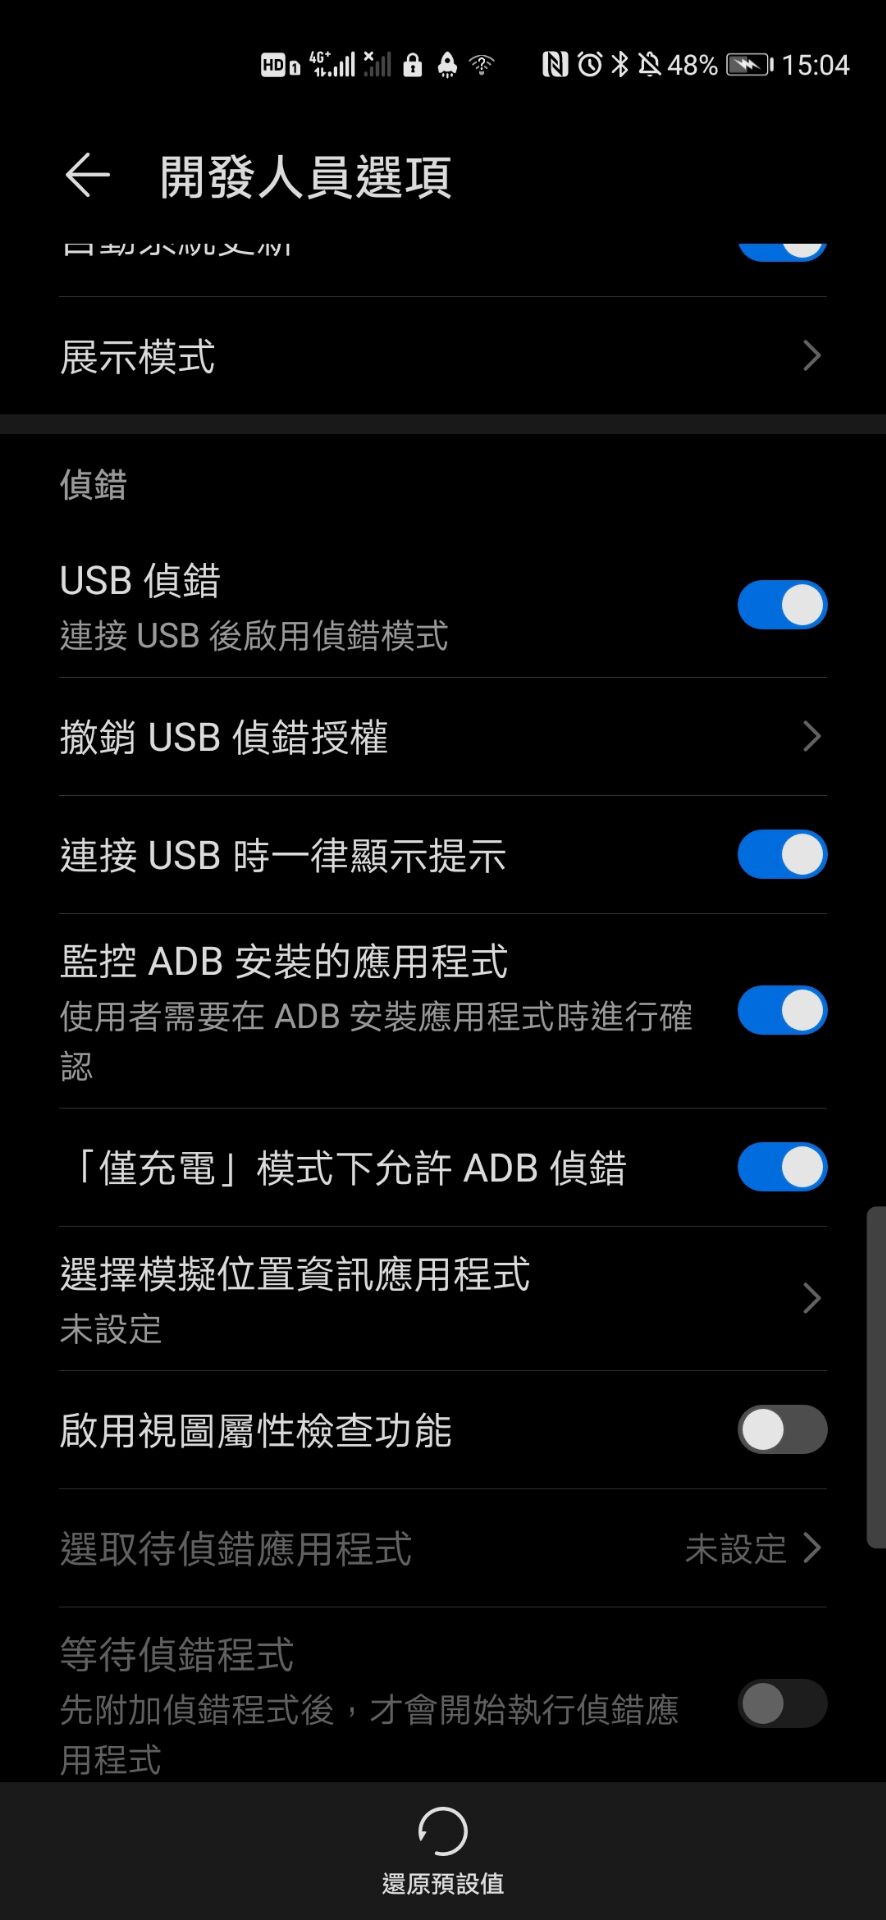 HD 1 4G+ 48% 15:04
開發人員選項
自動系統更新
展示模式
偵錯
USB 偵錯
連接 USB 後啟用偵錯模式
撤銷 USB 偵錯授權
連接 USB 時一律顯示提示
監控 ADB 安裝的應用程式
使用者需要在 ADB 安裝應用程式時進行確
認
「僅充電」模式下允許 ADB 偵錯
選擇模擬位置資訊應用程式
未設定
啟用視圖屬性檢查功能
選取待偵錯應用程式 未設定
等待偵錯程式
先附加偵錯程式後，才會開始執行偵錯應
用程式
還原預設值